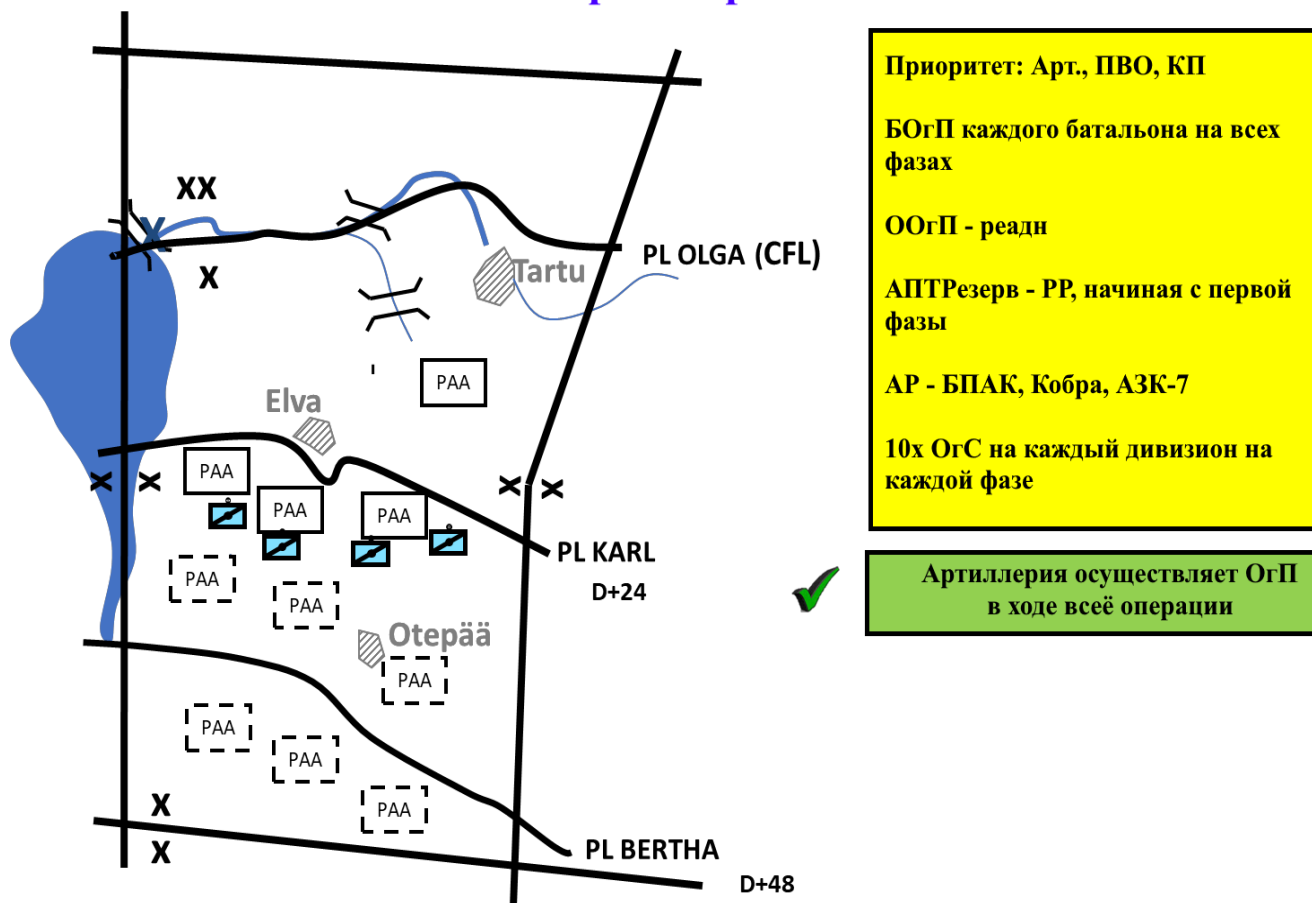 XX
X
X
PL OLGA (CFL)
Tartu
PAA
Elva
PAA
X X
PAA
PAA
X X
PL KARL
D+24
PAA
PAA
Otepää
PAA
PAA
PAA
PAA
X
X
PL BERTHA
D+48
Приоритет: Арт., ПВО, КП
БОгП каждого батальона на всех
фазах
ООгП - реадн
АПТРезерв - РР, начиная с первой
фазы
АР - БПАК, Кобра, АЗК-7
10х ОгС на каждый дивизион на
каждой фазе
Артиллерия осуществляет ОгП
в ходе всеё операции